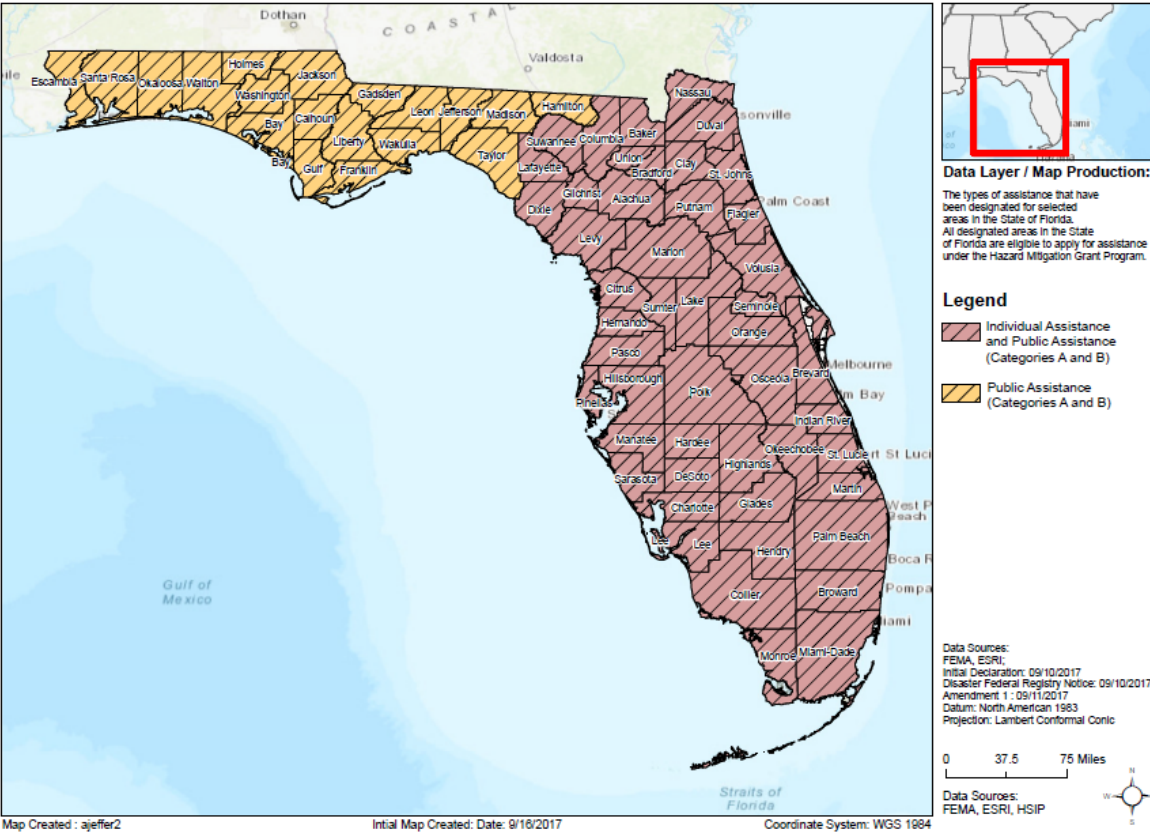 Dothan
COASTAL
Valdosta
Escambia
Santa Rosa
Okaloosa
Walton
Holmes
Washington
Jackson
Bay
Calhoun
Bay
Gulf
Liberty
Franklin
Gadsden
Leon
Wakulla
Jefferson
Madison
Taylor
Hamilton
Suwannee
Columbia
Lafayette
Baker
Nassau
Duval
sonville
Union
Bradford
Clay
St. Johns
Gilchrist
Alachua
Putnam
Dixie
Flagler
Palm Coast
Levy
Marion
Volusia
Citrus
Sumter
Lake
Seminole
Hernando
Orange
Pasco
Hillsborough
Polk
Osceola
Brevard
Melbourne
m Bay
Pinellas
Indian River
Manatee
Hardee
Okeechobee
St. Lucie
rt St Luci
Highlands
Sarasota
DeSoto
Martin
Charlotte
Glades
West P
Beach
Lee
Lee
Hendry
Palm Beach
Boca R
Collier
Broward
Pompa
iami
Monroe
Miami-Dade
Gulf of
Mexico
Straits of
Florida
Map Created : ajeffer2
Intial Map Created: Date: 9/16/2017
Coordinate System: WGS 1984
Data Layer / Map Production:
The types of assistance that have
been designated for selected
areas in the State of Florida.
All designated areas in the State
of Florida are eligible to apply for assistance
under the Hazard Mitigation Grant Program.
Legend
Individual Assistance
and Public Assistance
(Categories A and B)
Public Assistance
(Categories A and B)
Data Sources:
FEMA, ESRI;
Initial Declaration: 09/10/2017
Disaster Federal Registry Notice: 09/10/2017
Amendment 1 : 09/11/2017
Datum: North American 1983
Projection: Lambert Conformal Conic
0 37.5 75 Miles
Data Sources:
FEMA, ESRI, HSIP
N
W
S